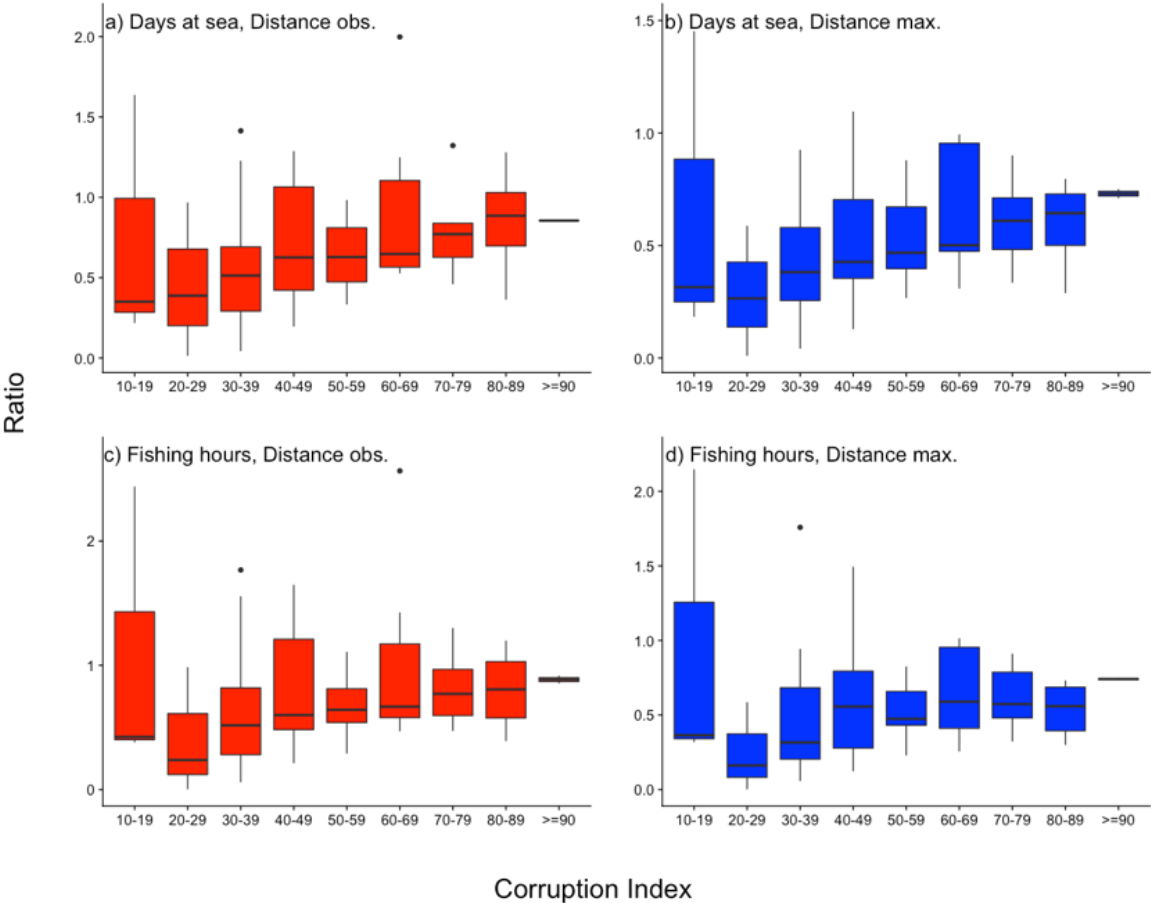 a) Days at sea, Distance obs.
2.0
1.5
1.0
0.5
0.0
10-19 20-29 30-39 40-49 50-59 60-69 70-79 80-89 >=90
b) Days at sea, Distance max.
1.5
1.0
0.5
0.0
10-19 20-29 30-39 40-49 50-59 60-69 70-79 80-89 >=90
Ratio
c) Fishing hours, Distance obs.
2
1
0
10-19 20-29 30-39 40-49 50-59 60-69 70-79 80-89 >=90
d) Fishing hours, Distance max.
2.0
1.5
1.0
0.5
0.0
10-19 20-29 30-39 40-49 50-59 60-69 70-79 80-89 >=90
Corruption Index